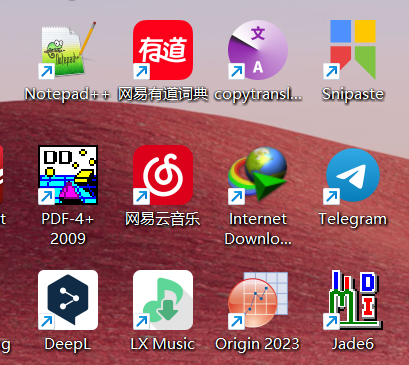 有道
文
A
Notepad++
网易有道词典
copytransl...
Snipaste
t
PDF-4+
2009
网易云音乐
Internet
Downlo...
Telegram
g
DeepL
LX Music
Origin 2023
Jade6